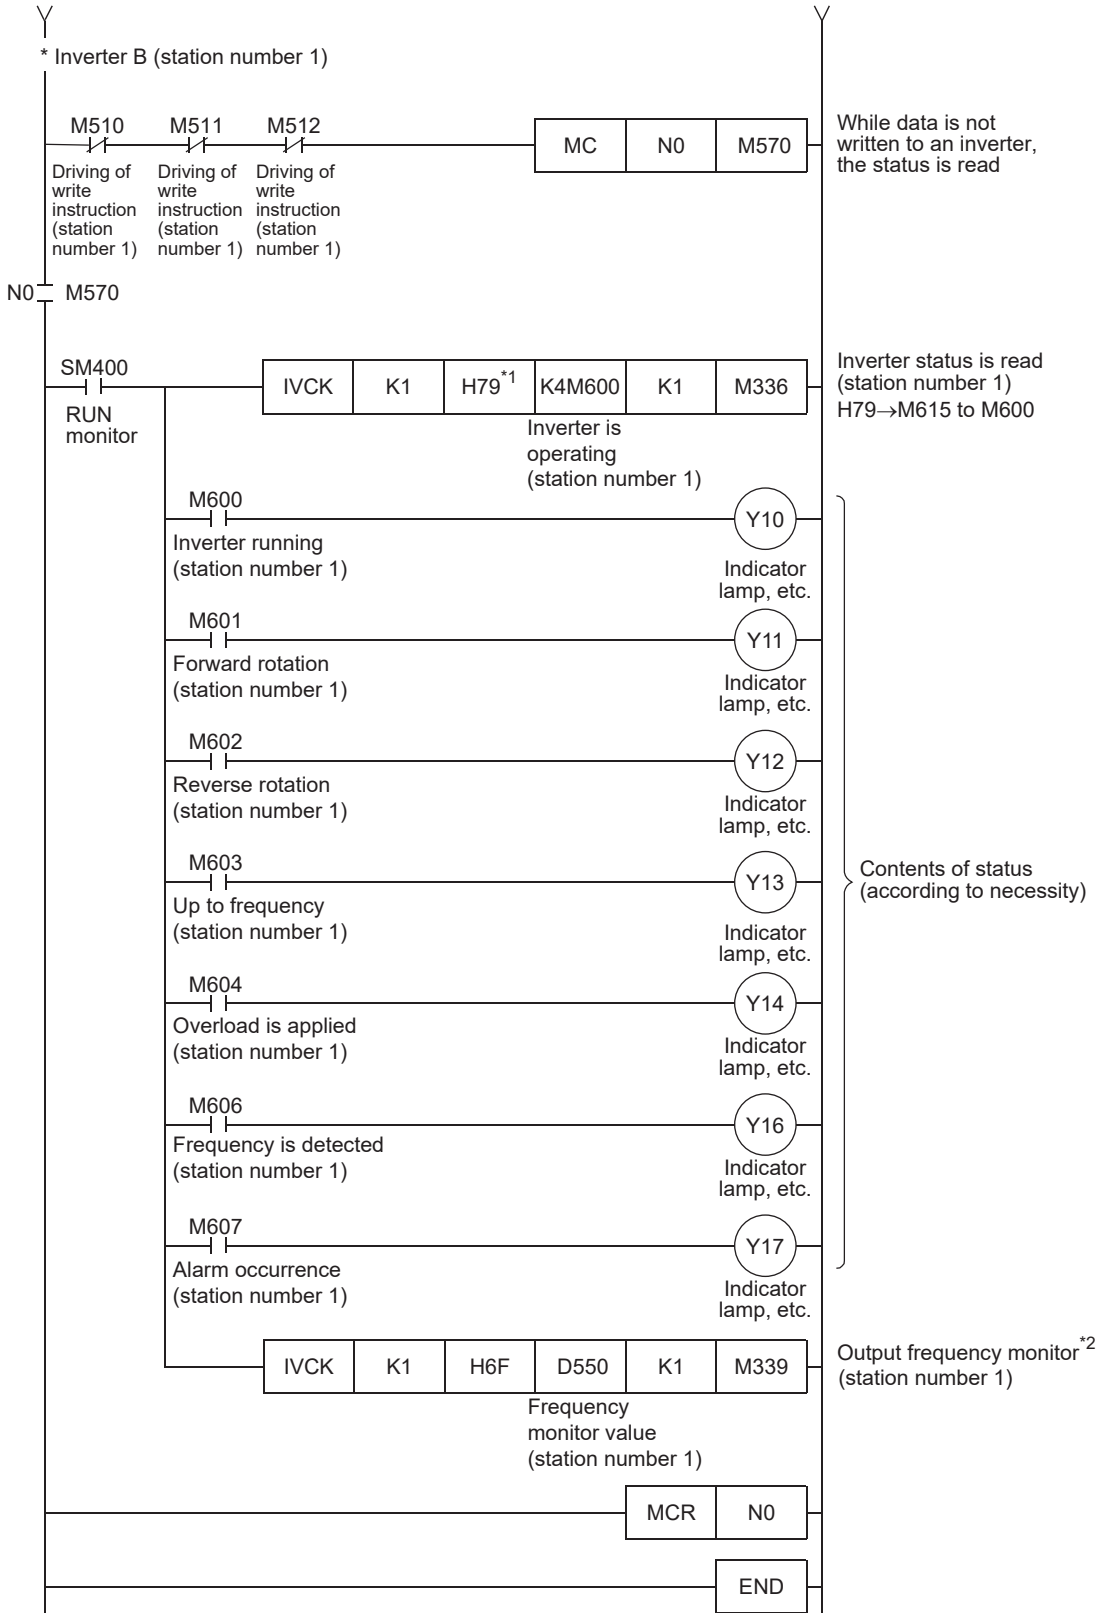 * Inverter B (station number 1)
M510 M511 M512
MC N0 M570
While data is not
written to an inverter,
the status is read
Driving of
write
instruction
(station
number 1)
Driving of
write
instruction
(station
number 1)
Driving of
write
instruction
(station
number 1)
N0 M570
SM400
RUN
monitor
IVCK K1 H79*1 K4M600 K1 M336
Inverter is
operating
(station number 1)
Inverter status is read
(station number 1)
H79→M615 to M600
M600
Inverter running
(station number 1)
Y10
Indicator
lamp, etc.
M601
Forward rotation
(station number 1)
Y11
Indicator
lamp, etc.
M602
Reverse rotation
(station number 1)
Y12
Indicator
lamp, etc.
M603
Up to frequency
(station number 1)
Y13
Indicator
lamp, etc.
Contents of status
(according to necessity)
M604
Overload is applied
(station number 1)
Y14
Indicator
lamp, etc.
M606
Frequency is detected
(station number 1)
Y16
Indicator
lamp, etc.
M607
Alarm occurrence
(station number 1)
Y17
Indicator
lamp, etc.
IVCK K1 H6F D550 K1 M339
Frequency
monitor value
(station number 1)
Output frequency monitor*2
(station number 1)
MCR N0
END